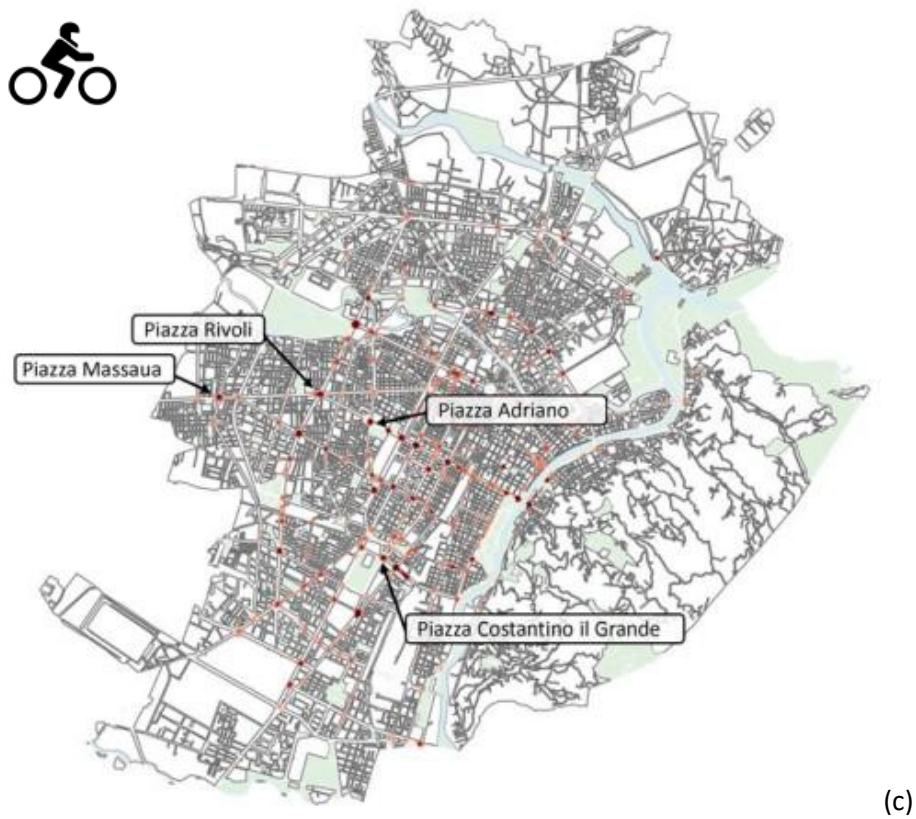 Piazza Rivoli
Piazza Massaua
Piazza Adriano
Piazza Costantino il Grande
(c)